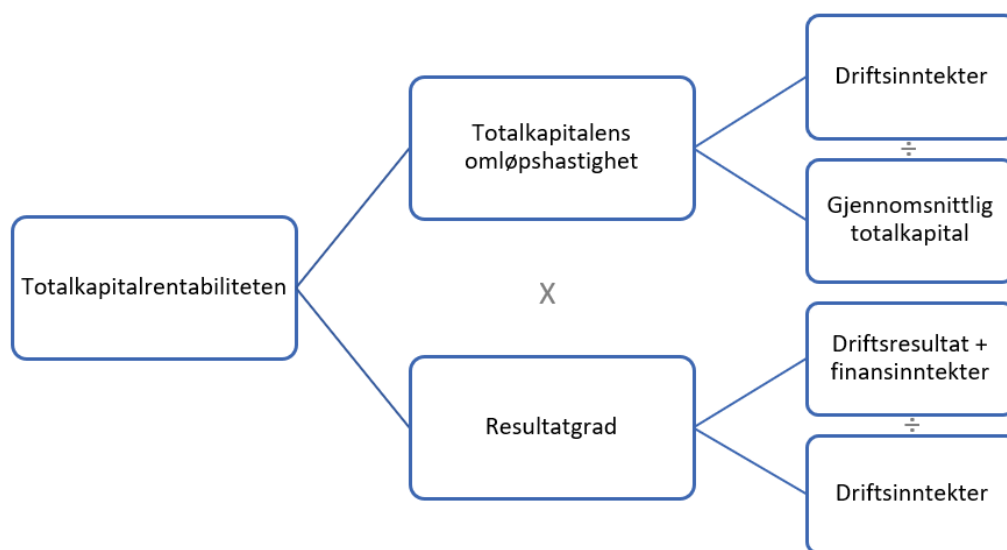 Driftsinntekter
÷
Totalkapitalens
omløpshastighet
Gjennomsnittlig
totalkapital
Totalkapitalrentabiliteten
X
Driftsresultat +
finansinntekter
÷
Resultatgrad
Driftsinntekter